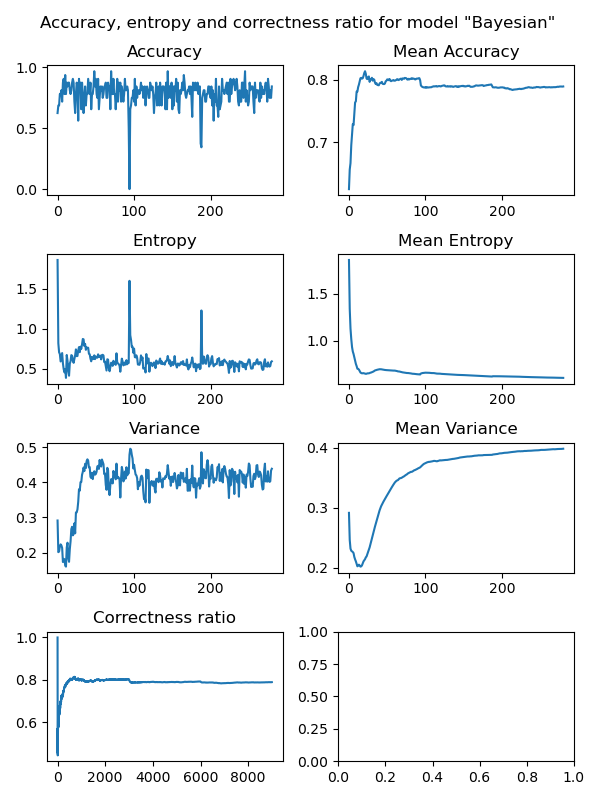 Accuracy, entropy and correctness ratio for model "Bayesian"
Accuracy
1.0
0.5
0.0
0 100 200
Mean Accuracy
0.8
0.7
0 100 200
Entropy
1.5
1.0
0.5
0 100 200
Mean Entropy
1.5
1.0
0 100 200
Variance
0.5
0.4
0.3
0.2
0 100 200
Mean Variance
0.4
0.3
0.2
0 100 200
Correctness ratio
1.0
0.8
0.6
0 2000 4000 6000 8000
1.00
0.75
0.50
0.25
0.00
0.0 0.2 0.4 0.6 0.8 1.0